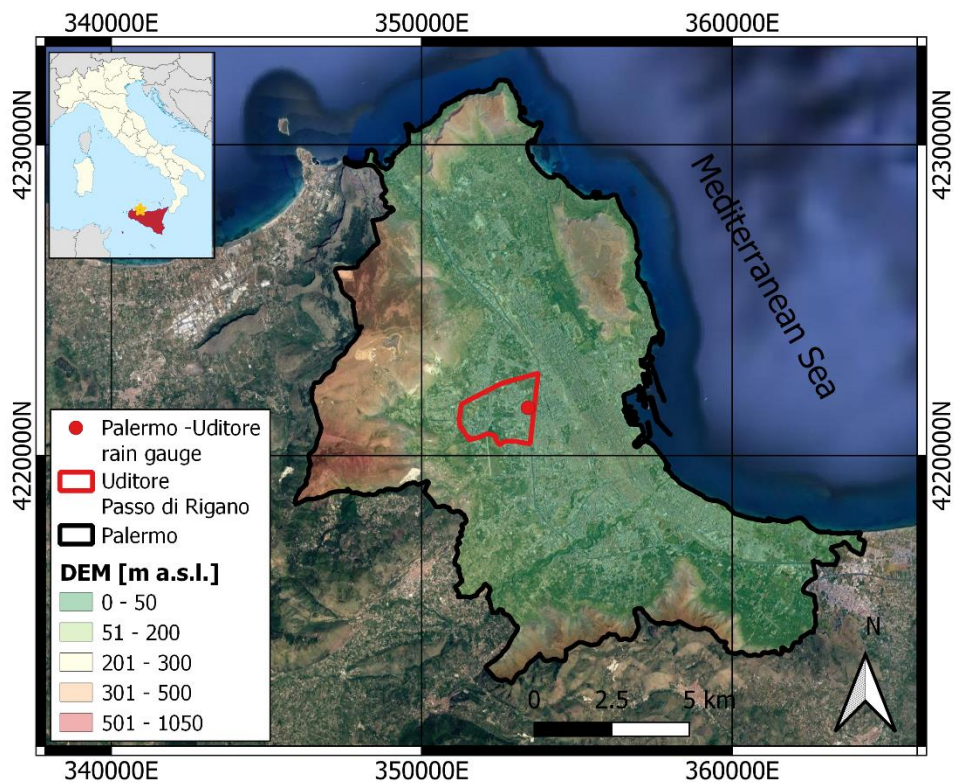 340000E 350000E 360000E
4230000N 4230000N
Mediterranean Sea
4220000N 4220000N
Palermo -Uditore
rain gauge
Uditore
Passo di Rigano
Palermo
DEM [m a.s.l.]
0 - 50
51 - 200
201 - 300
301 - 500
501 - 1050
N
0 2.5 5 km
340000E 350000E 360000E